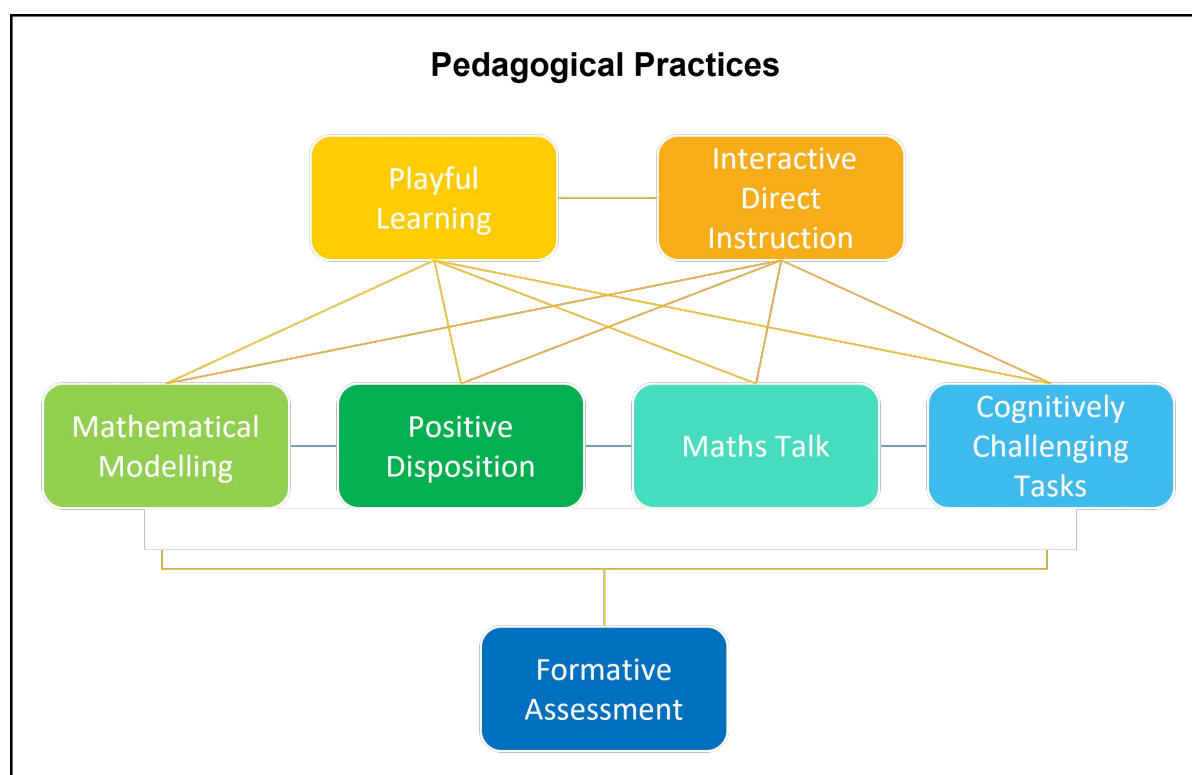 Pedagogical Practices
Playful
Learning
Interactive
Direct
Instruction
Mathematical
Modelling
Positive
Disposition
Maths Talk
Cognitively
Challenging
Tasks
Formative
Assessment